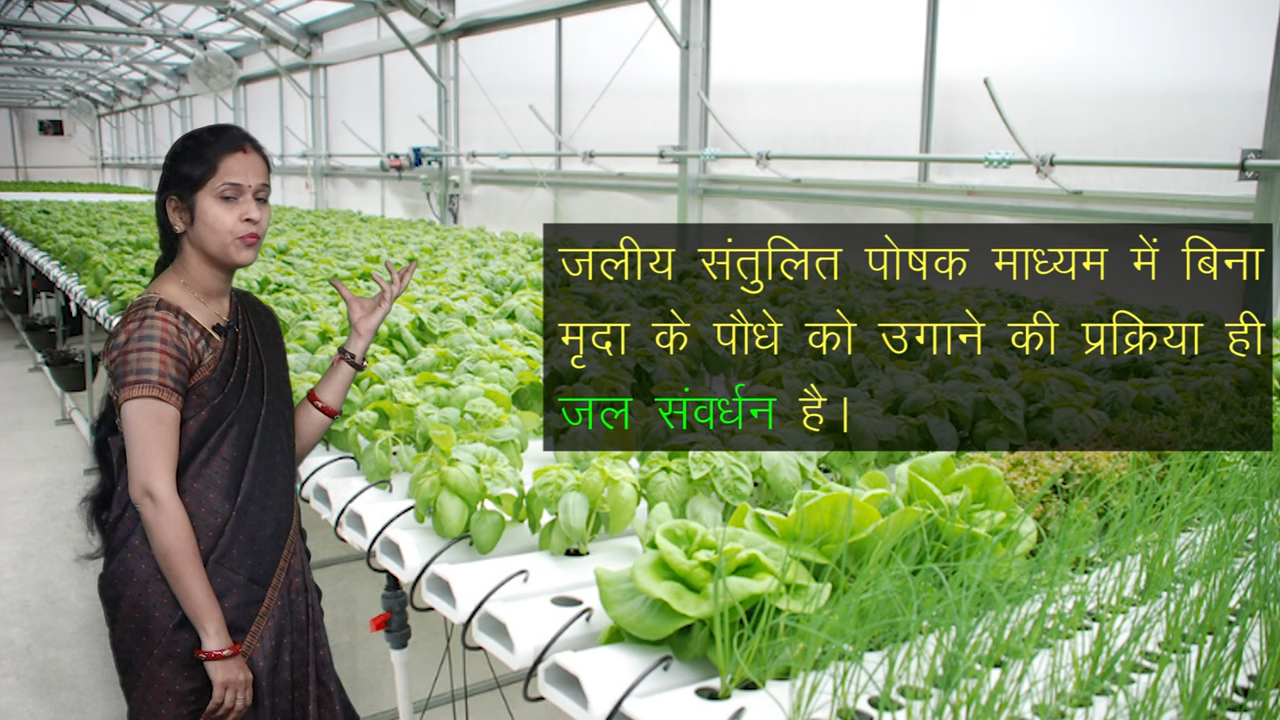 जलीय संतुलित पोषक माध्यम में बिना
मृदा के पौधे को उगाने की प्रक्रिया ही
जल संवर्धन है।